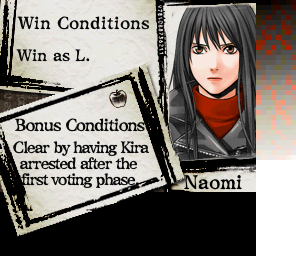 Win Conditions
Win as L.
Bonus Conditions
Clear by having Kira
arrested after the
first voting phase.
Naomi